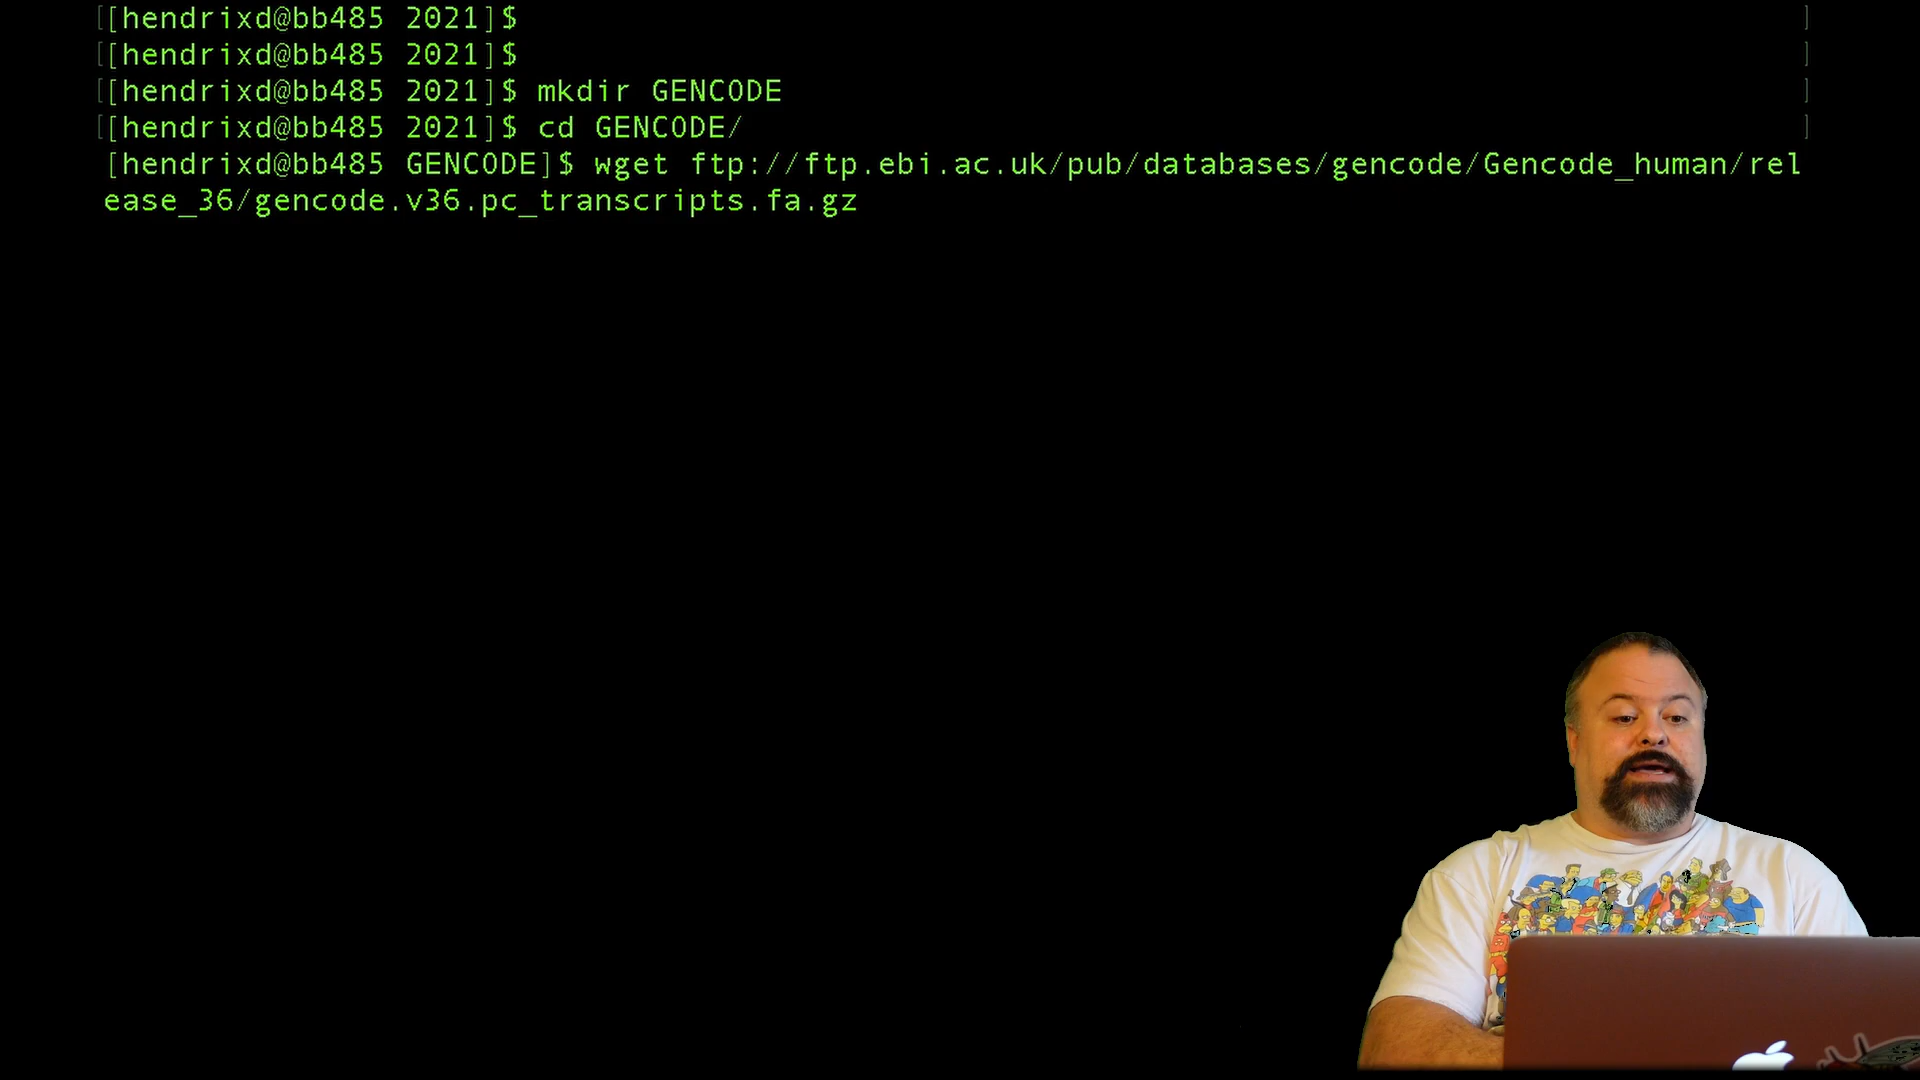 [[hendrixd@bb485 2021]$ ]
[[hendrixd@bb485 2021]$ ]
[[hendrixd@bb485 2021]$ mkdir GENCODE ]
[[hendrixd@bb485 2021]$ cd GENCODE/ ]
[hendrixd@bb485 GENCODE]$ wget ftp://ftp.ebi.ac.uk/pub/databases/gencode/Gencode_human/rel
ease_36/gencode.v36.pc_transcripts.fa.gz